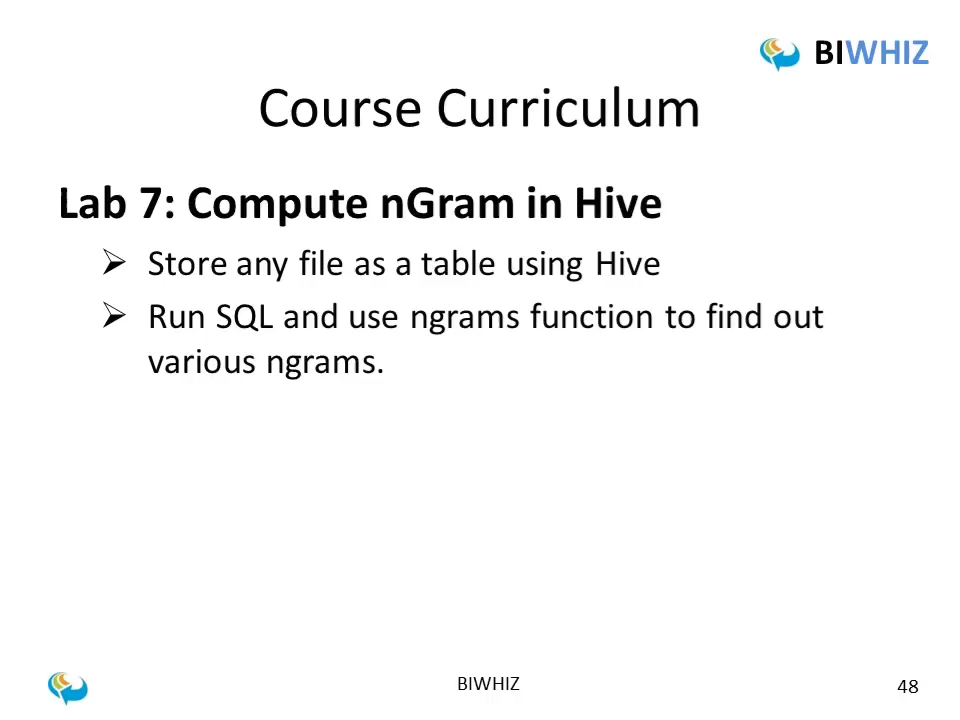 BIWHIZ
Course Curriculum
Lab 7: Compute nGram in Hive
➢ Store any file as a table using Hive
➢ Run SQL and use ngrams function to find out
various ngrams.
BIWHIZ
48